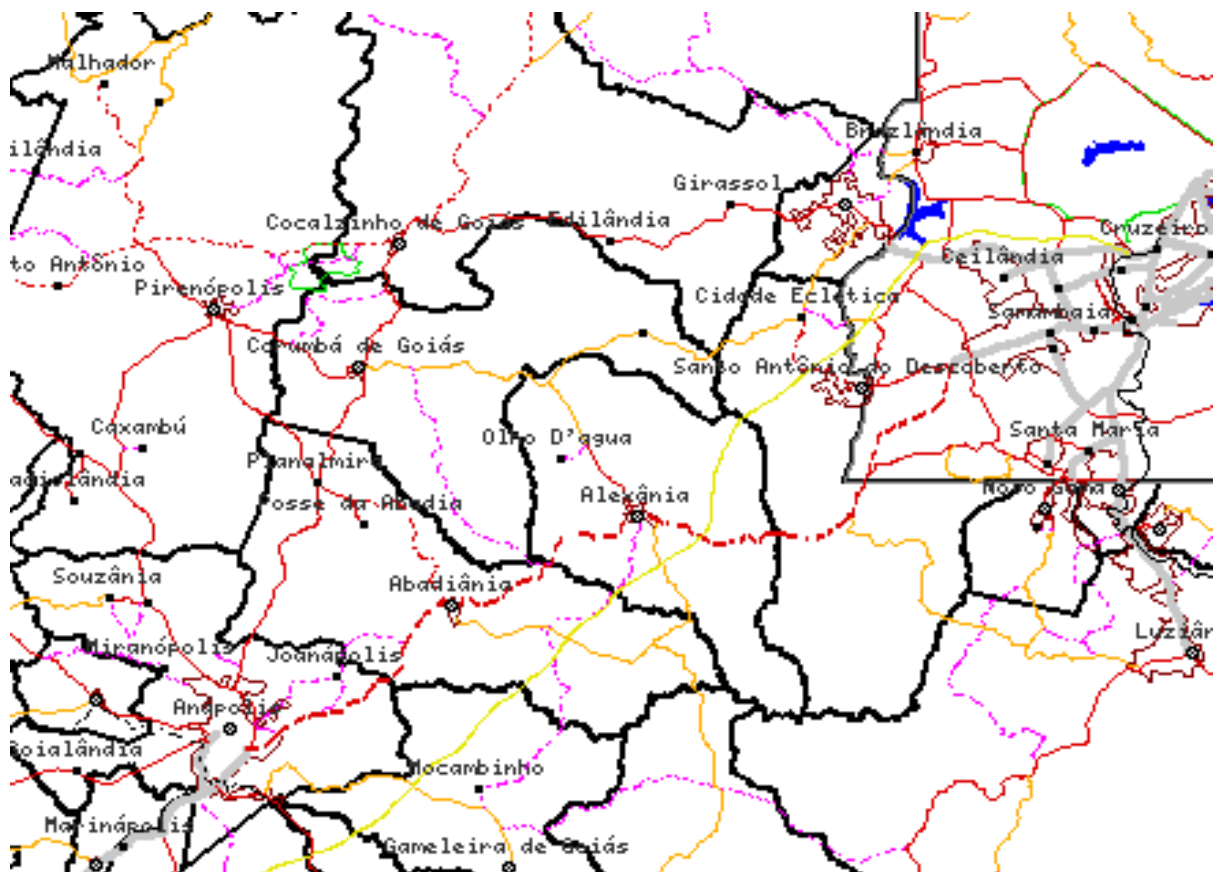 Malhador
Brazlândia
ilândia
Girassol
Cocalzinho de Goiás
Edilândia
Cruzeiro
to Antônio
Ceilândia
Pirenópolis
Cidade Eclética
Samambaia
Corumbá de Goiás
Santo Antônio do Descoberto
Caxambú
Olho D'agua
Santa Maria
Planalmira
Alexânia
Novo Gama
Posse da Abadia
Souzânia
Abadiânia
Miranópolis
Joanápolis
Luziân
Anápolis
Goialândia
Mocambinho
Marinápolis
Gameleira de Goiás